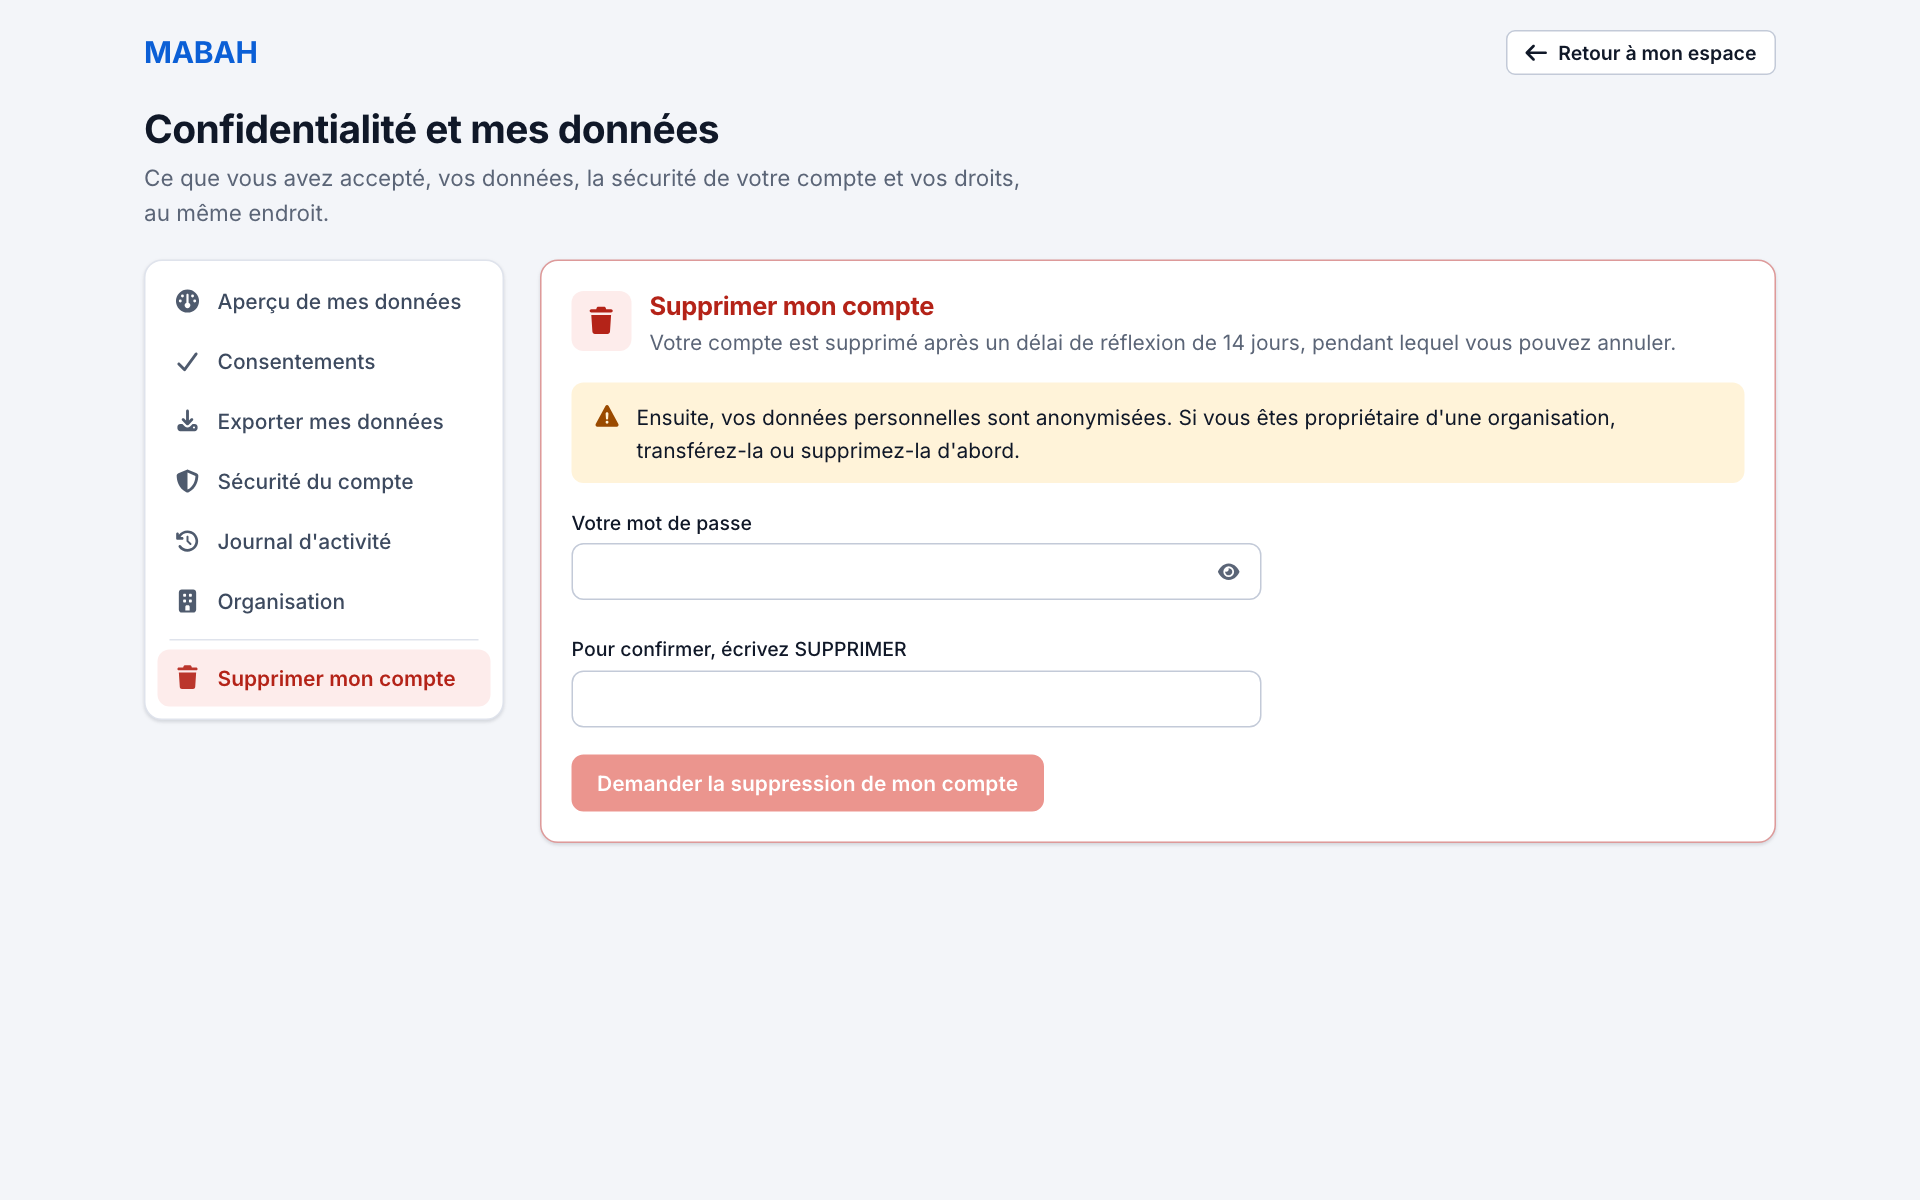 MABAH
Retour à mon espace
Confidentialité et mes données
Ce que vous avez accepté, vos données, la sécurité de votre compte et vos droits,
au même endroit.
Aperçu de mes données
Consentements
Exporter mes données
Sécurité du compte
Journal d'activité
Organisation
Supprimer mon compte
Supprimer mon compte
Votre compte est supprimé après un délai de réflexion de 14 jours, pendant lequel vous pouvez annuler.
Ensuite, vos données personnelles sont anonymisées. Si vous êtes propriétaire d'une organisation,
transférez-la ou supprimez-la d'abord.
Votre mot de passe
Pour confirmer, écrivez SUPPRIMER
Demander la suppression de mon compte